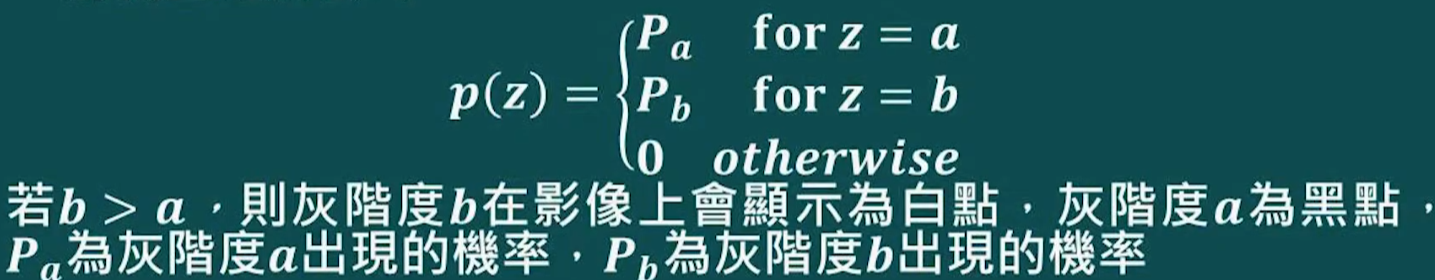 p(z) = { P_a for z = a
P_b for z = b
0 otherwise
若b > a，則灰階度b在影像上會顯示為白點，灰階度a為黑點，
P_a為灰階度a出現的機率，P_b為灰階度b出現的機率